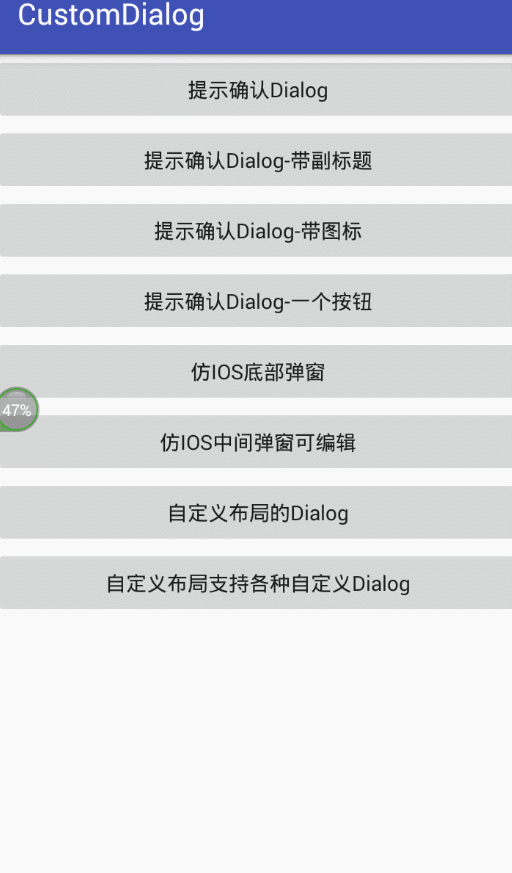 CustomDialog
提示确认Dialog
提示确认Dialog-带副标题
提示确认Dialog-带图标
提示确认Dialog-一个按钮
仿IOS底部弹窗
47%
仿IOS中间弹窗可编辑
自定义布局的Dialog
自定义布局支持各种自定义Dialog